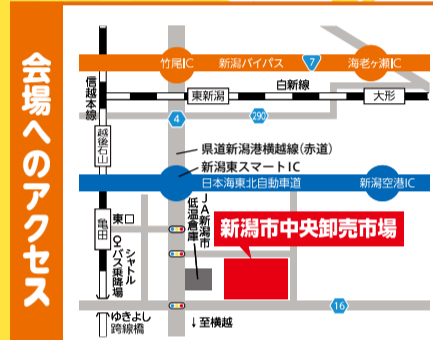 会場へのアクセス
竹尾IC
新潟バイパス
7
海老ヶ瀬IC
信越本線
白新線
東新潟
大形
4
290
越後石山
県道新潟港横越線(赤道)
新潟東スマートIC
日本海東北自動車道
新潟空港IC
亀田
東口
シャトルバス乗降場
JA新潟市
低温倉庫
新潟市中央卸売市場
16
ゆきよし
跨線橋
↓至横越